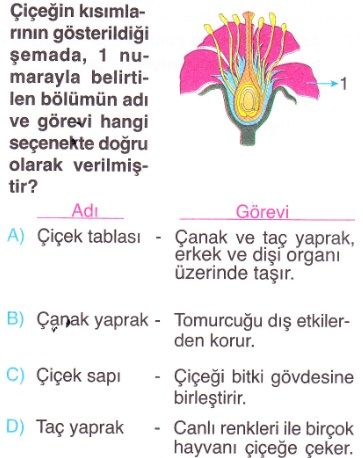 Çiçeğin kısımla-
rının gösterildiği
şemada, 1 nu-
marayla belirti-
len bölümün adı
ve görevi hangi
seçenekte doğru
olarak verilmiş-
tir?
1
Adı Görevi
A) Çiçek tablası - Çanak ve taç yaprak,
erkek ve dişi organı
üzerinde taşır.
B) Çanak yaprak - Tomurcuğu dış etkiler-
den korur.
C) Çiçek sapı - Çiçeği bitki gövdesine
birleştirir.
D) Taç yaprak - Canlı renkleri ile birçok
hayvanı çiçeğe çeker.